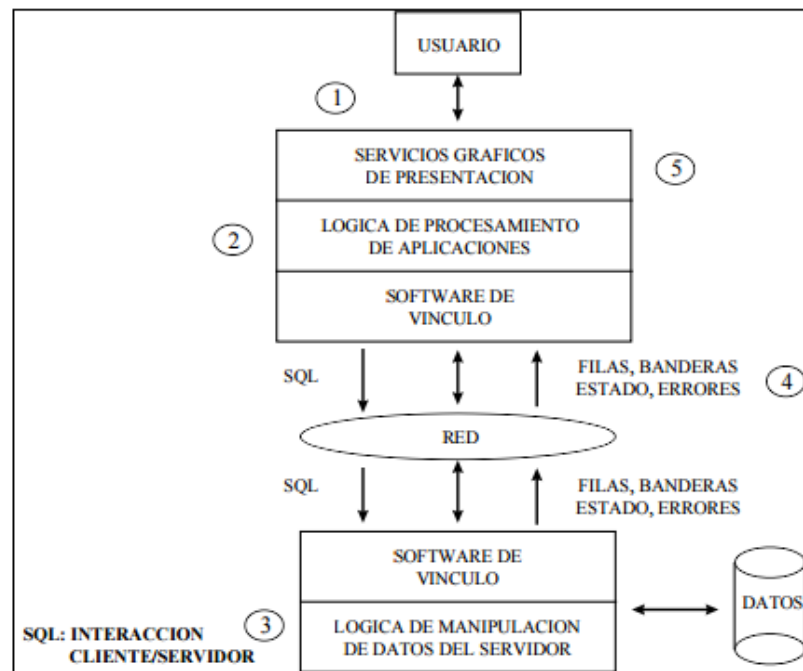 USUARIO
1
SERVICIOS GRAFICOS
DE PRESENTACION
5
2
LOGICA DE PROCESAMIENTO
DE APLICACIONES
SOFTWARE DE
VINCULO
SQL
FILAS, BANDERAS
ESTADO, ERRORES
4
RED
SQL
FILAS, BANDERAS
ESTADO, ERRORES
SOFTWARE DE
VINCULO
DATOS
3
LOGICA DE MANIPULACION
DE DATOS DEL SERVIDOR
SQL: INTERACCION
CLIENTE/SERVIDOR